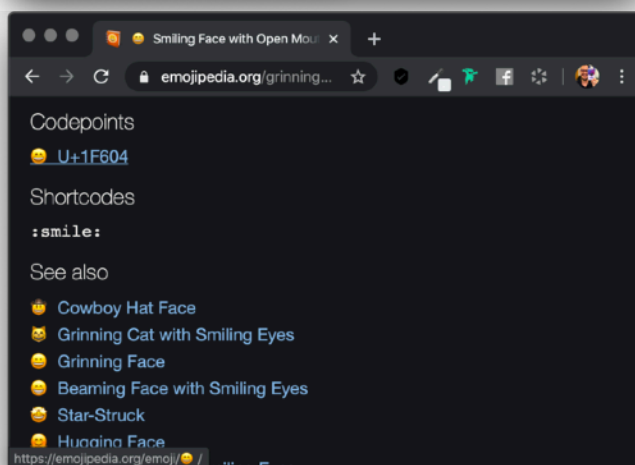 Smiling Face with Open Mou
emojipedia.org/grinning...
Codepoints
😄 U+1F604
Shortcodes
:smile:
See also
🤠 Cowboy Hat Face
😸 Grinning Cat with Smiling Eyes
😀 Grinning Face
😁 Beaming Face with Smiling Eyes
🤩 Star-Struck
🤗 Hugging Face
https://emojipedia.org/emoji/😄/